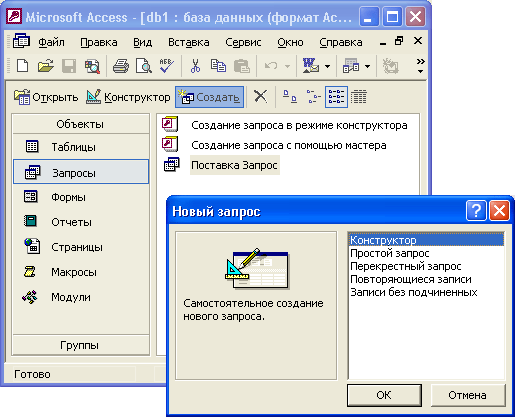 Microsoft Access - [db1 : база данных (формат Ac...
Файл Правка Вид Вставка Сервис Окно Справка
Открыть Конструктор Создать
Объекты
Таблицы
Запросы
Формы
Отчеты
Страницы
Макросы
Модули
Группы
Создание запроса в режиме конструктора
Создание запроса с помощью мастера
Поставка Запрос
Готово
Новый запрос
Самостоятельное создание
нового запроса.
Конструктор
Простой запрос
Перекрестный запрос
Повторяющиеся записи
Записи без подчиненных
ОК Отмена